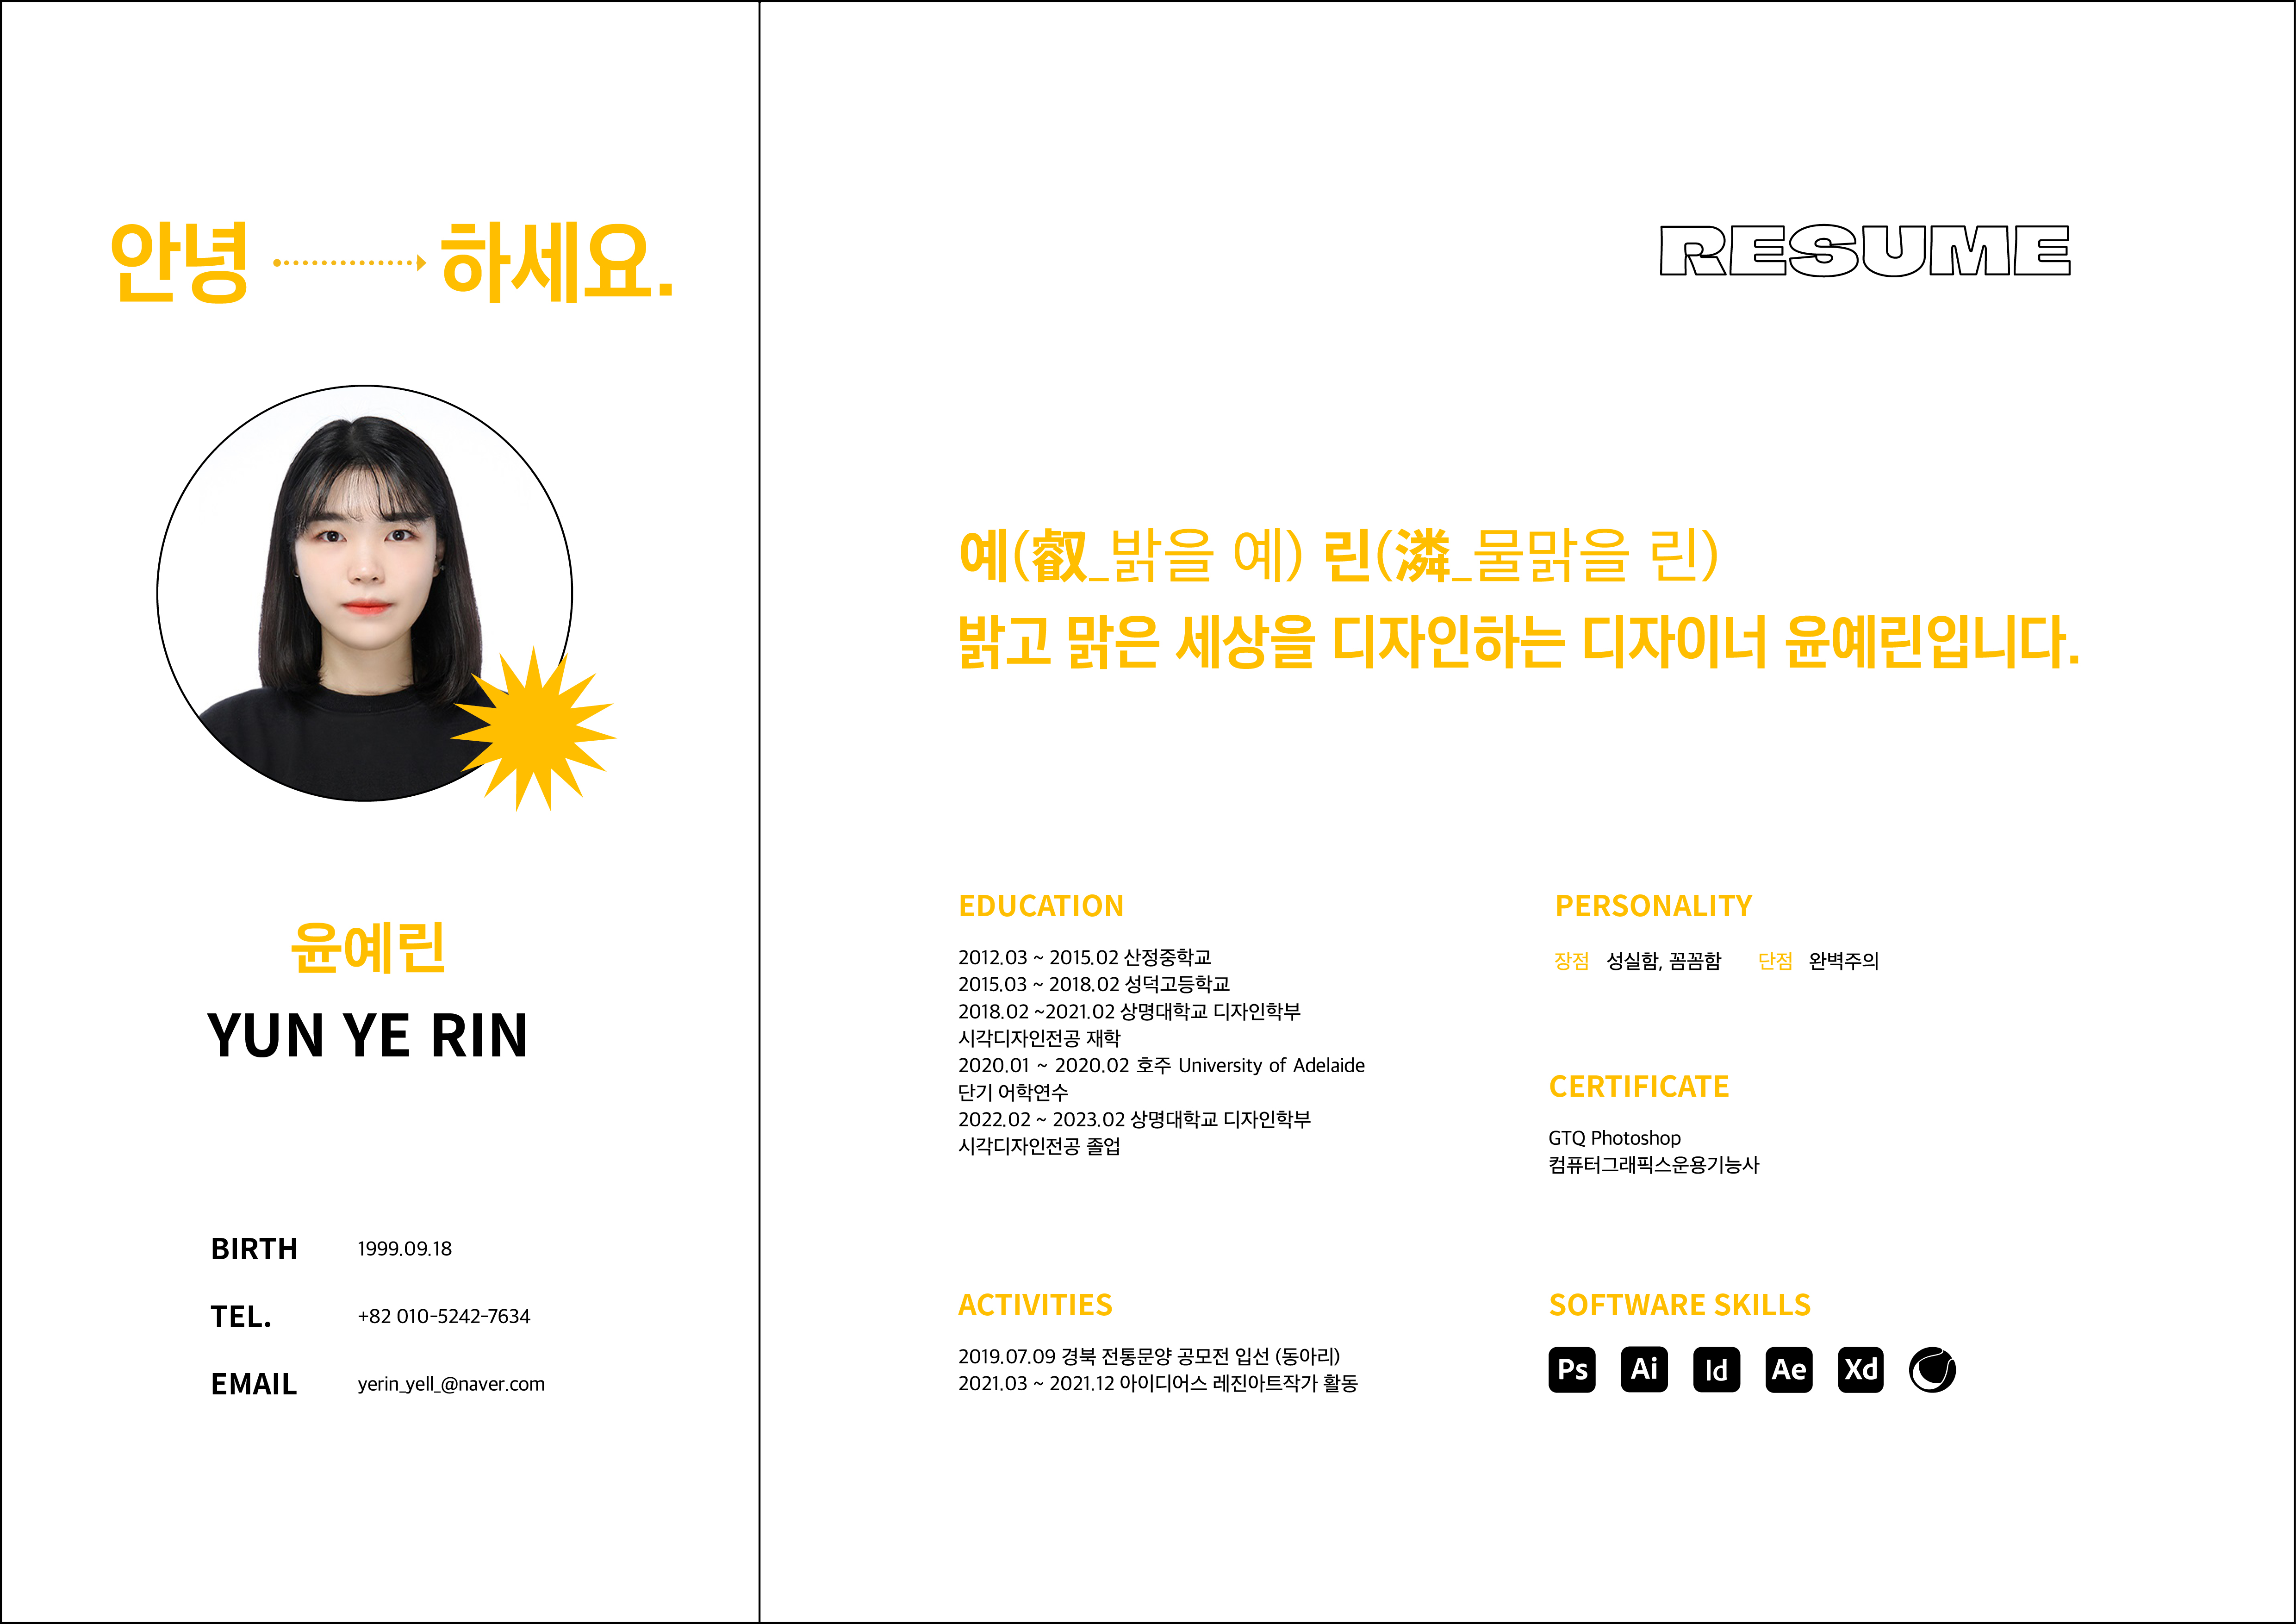 안녕 하세요.
윤예린
YUN YE RIN
BIRTH 1999.09.18
TEL. +82 010-5242-7634
EMAIL yerin_yell_@naver.com
RESUME
예(叡_밝을 예) 린(潾_물맑을 린)
밝고 맑은 세상을 디자인하는 디자이너 윤예린입니다.
EDUCATION
2012.03 ~ 2015.02 산정중학교
2015.03 ~ 2018.02 성덕고등학교
2018.02 ~2021.02 상명대학교 디자인학부
시각디자인전공 재학
2020.01 ~ 2020.02 호주 University of Adelaide
단기 어학연수
2022.02 ~ 2023.02 상명대학교 디자인학부
시각디자인전공 졸업
PERSONALITY
장점 성실함, 꼼꼼함 단점 완벽주의
CERTIFICATE
GTQ Photoshop
컴퓨터그래픽스운용기능사
ACTIVITIES
2019.07.09 경북 전통문양 공모전 입선 (동아리)
2021.03 ~ 2021.12 아이디어스 레진아트작가 활동
SOFTWARE SKILLS
Ps Ai Id Ae Xd